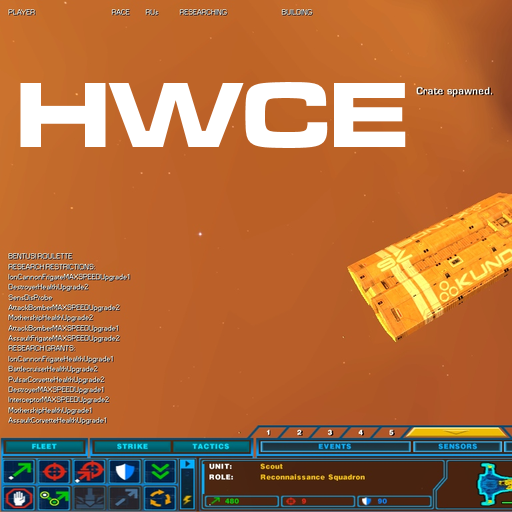 PLAYER RACE RUs RESEARCHING BUILDING
HWCE
Crate spawned.
KUND
BENTUSI ROULETTE
RESEARCH RESTRICTIONS:
IonCannonFrigateMAXSPEEDUpgrade1
DestroyerHealthUpgrade2
SensDisProbe
AttackBomberMAXSPEEDUpgrade2
MothershipHealthUpgrade2
AttackBomberMAXSPEEDUpgrade1
AssaultFrigateMAXSPEEDUpgrade2
RESEARCH GRANTS:
IonCannonFrigateHealthUpgrade1
BattlecruiserHealthUpgrade2
PulsarCorvetteHealthUpgrade2
DestroyerMAXSPEEDUpgrade1
InterceptorMAXSPEEDUpgrade2
MothershipHealthUpgrade1
AssaultCorvetteHealthUpgrade1
1 2 3 4 5
FLEET STRIKE TACTICS EVENTS SENSORS
UNIT: Scout
ROLE: Reconnaissance Squadron
480 5 90